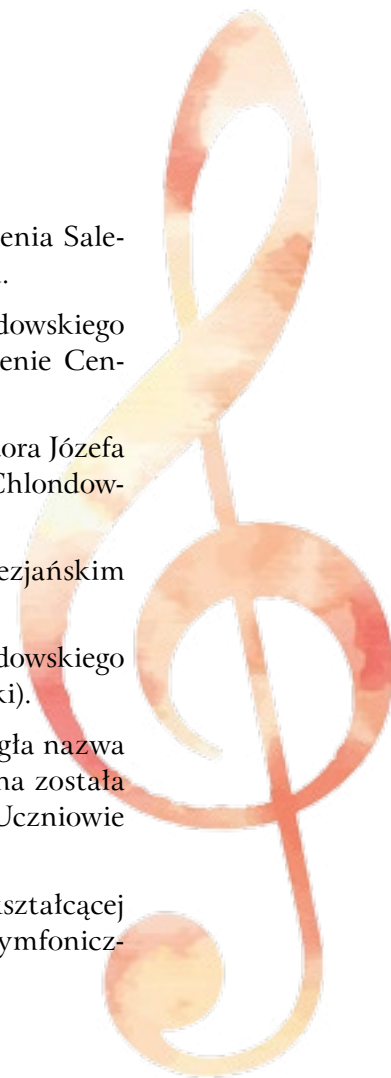 enia Sale-
dowskiego
enie Cen-
ora Józefa
Chlondow-
ezjańskim
dowskiego
ki).
gła nazwa
na została
Uczniowie
ształcącej
ymfonicz-